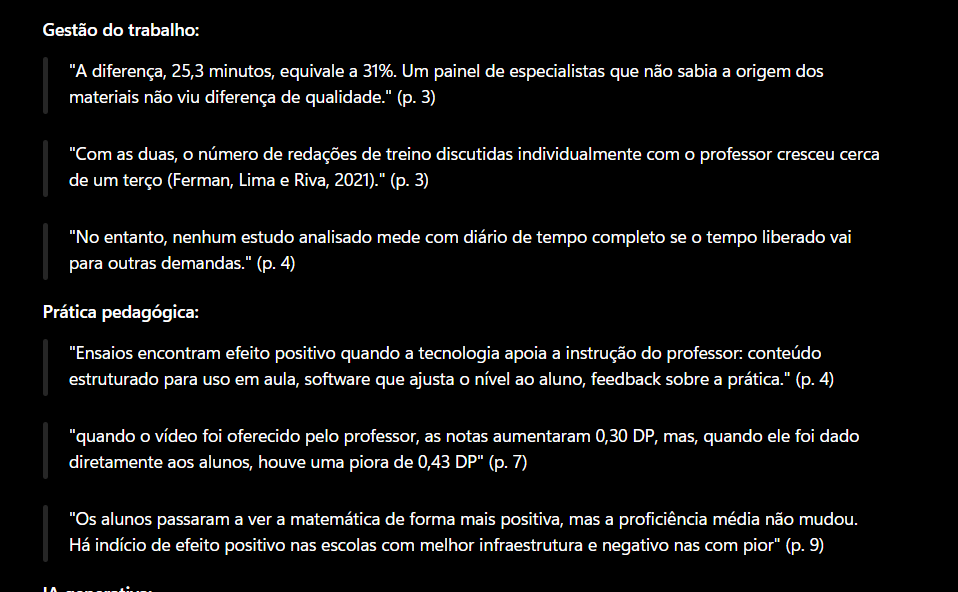 Gestão do trabalho:
"A diferença, 25,3 minutos, equivale a 31%. Um painel de especialistas que não sabia a origem dos
materiais não viu diferença de qualidade." (p. 3)
"Com as duas, o número de redações de treino discutidas individualmente com o professor cresceu cerca
de um terço (Ferman, Lima e Riva, 2021)." (p. 3)
"No entanto, nenhum estudo analisado mede com diário de tempo completo se o tempo liberado vai
para outras demandas." (p. 4)
Prática pedagógica:
"Ensaios encontram efeito positivo quando a tecnologia apoia a instrução do professor: conteúdo
estruturado para uso em aula, software que ajusta o nível ao aluno, feedback sobre a prática." (p. 4)
"quando o vídeo foi oferecido pelo professor, as notas aumentaram 0,30 DP, mas, quando ele foi dado
diretamente aos alunos, houve uma piora de 0,43 DP" (p. 7)
"Os alunos passaram a ver a matemática de forma mais positiva, mas a proficiência média não mudou.
Há indício de efeito positivo nas escolas com melhor infraestrutura e negativo nas com pior" (p. 9)
IA generativa: